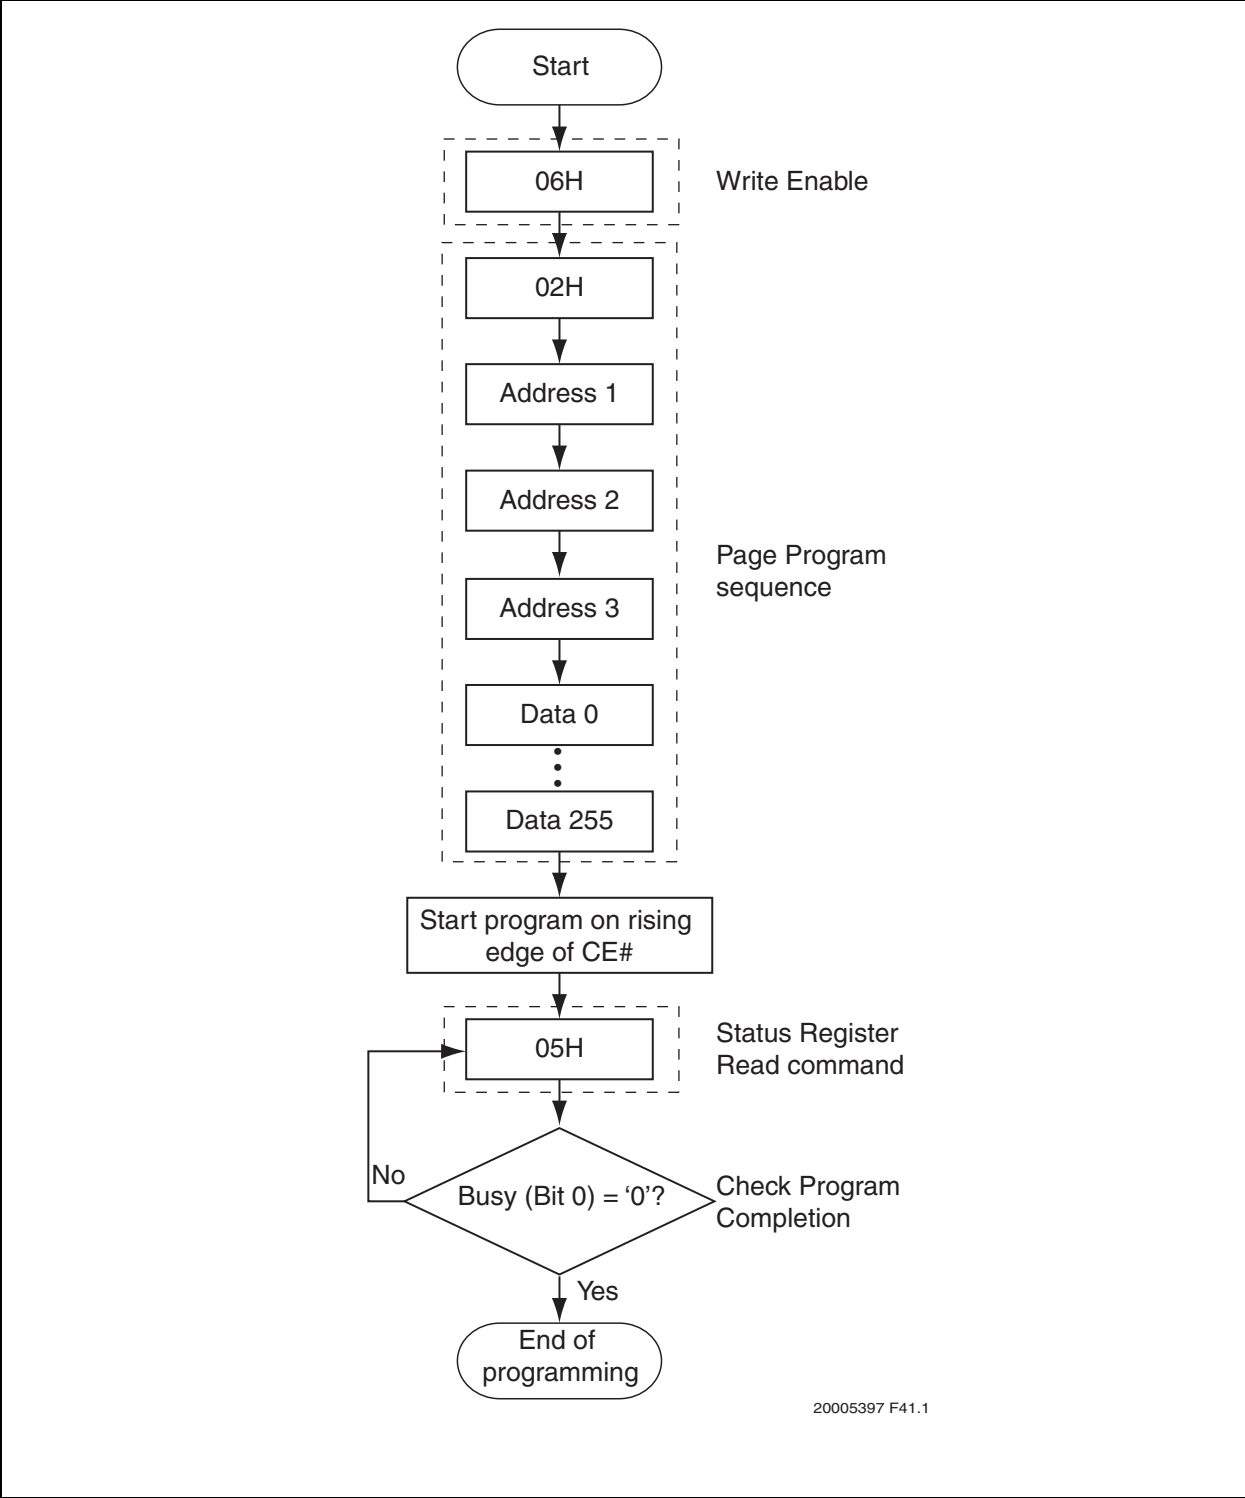 Start
06H
Write Enable
02H
Address 1
Address 2
Address 3
Page Program
sequence
Data 0
Data 255
Start program on rising
edge of CE#
05H
Status Register
Read command
No
Busy (Bit 0) = ‘0’?
Check Program
Completion
Yes
End of
programming
20005397 F41.1